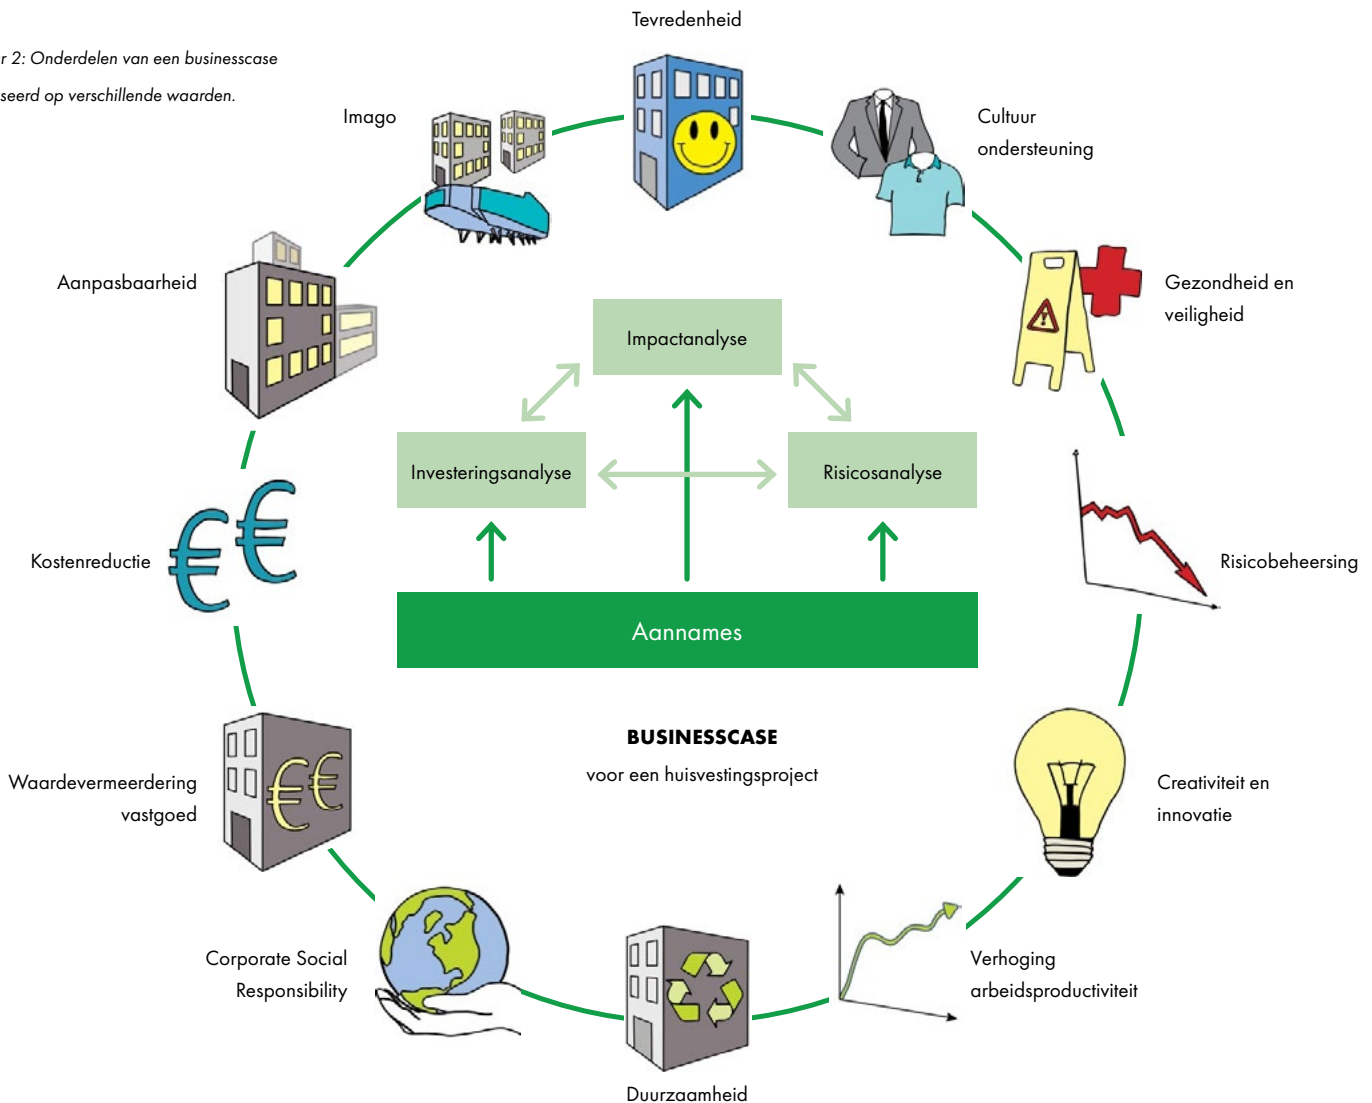 r 2: Onderdelen van een businesscase
seerd op verschillende waarden.
Tevredenheid
Imago
Cultuur
ondersteuning
Aanpasbaarheid
Gezondheid en
veiligheid
Impactanalyse
Investeringsanalyse
Risicosanalyse
Kostenreductie
Risicobeheersing
Aannames
BUSINESSCASE
voor een huisvestingsproject
Waardevermeerdering
vastgoed
Creativiteit en
innovatie
Corporate Social
Responsibility
Verhoging
arbeidsproductiviteit
Duurzaamheid